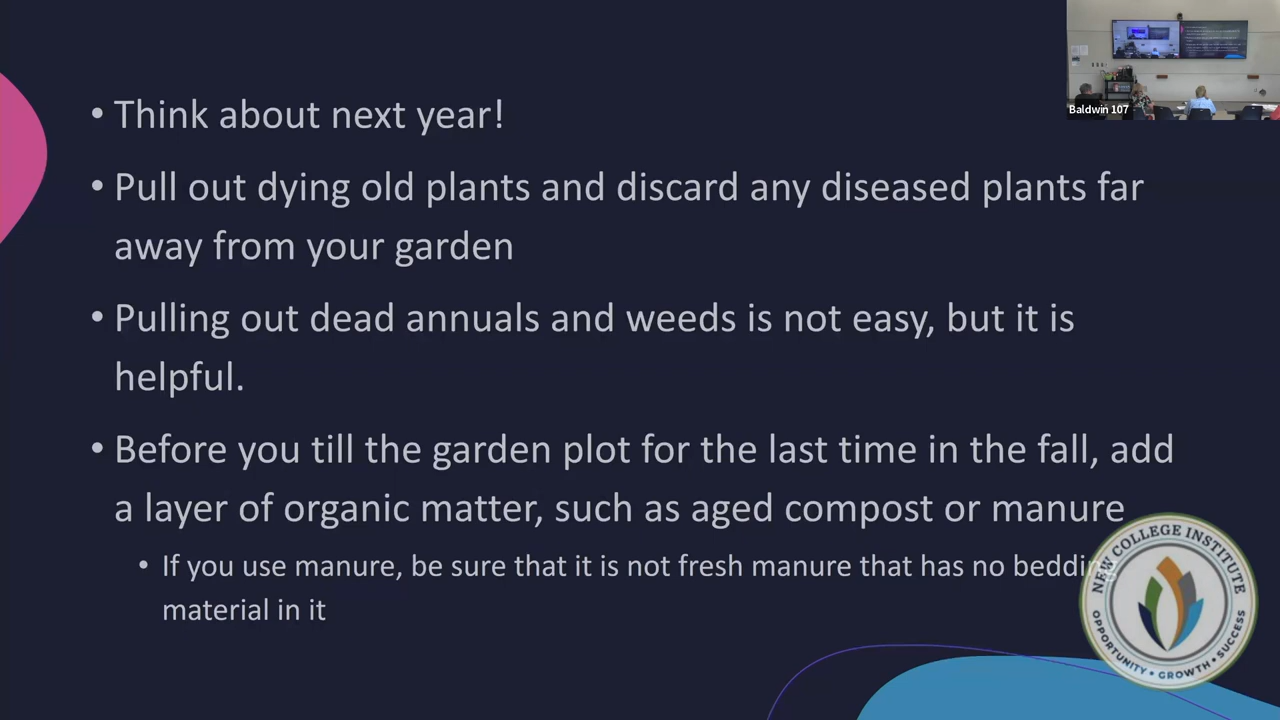 Baldwin 107
• Think about next year!
• Pull out dying old plants and discard any diseased plants far
away from your garden
• Pulling out dead annuals and weeds is not easy, but it is
helpful.
• Before you till the garden plot for the last time in the fall, add
a layer of organic matter, such as aged compost or manure
• If you use manure, be sure that it is not fresh manure that has no bedding
material in it
NEW COLLEGE INSTITUTE
OPPORTUNITY • GROWTH • SUCCESS